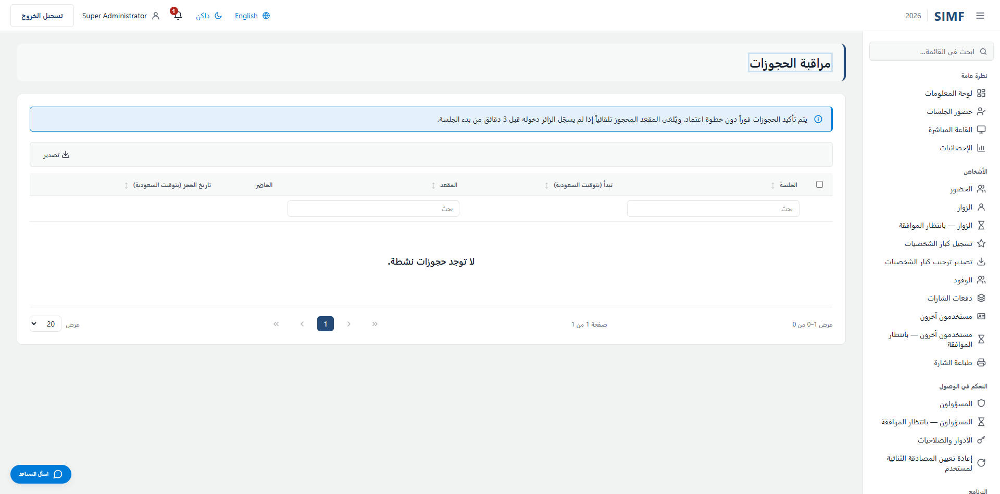 SIMF
2026
English
داكن
1
Super Administrator
تسجيل الخروج
ابحث في القائمة...
نظرة عامة
لوحة المعلومات
حضور الجلسات
القاعة المباشرة
الإحصائيات
الأشخاص
الحضور
الزوار
الزوار — بانتظار الموافقة
تسجيل كبار الشخصيات
تصدير ترحيب كبار الشخصيات
الوفود
دفعات الشارات
مستخدمون آخرون
مستخدمون آخرون — بانتظار
الموافقة
طباعة الشارة
التحكم في الوصول
المسؤولون
المسؤولون — بانتظار الموافقة
الأدوار والصلاحيات
إعادة تعيين المصادقة الثنائية
لمستخدم
البرنامج
مراقبة الحجوزات
يتم تأكيد الحجوزات فوراً دون خطوة اعتماد. ويُلغى المقعد المحجوز تلقائياً إذا لم يسجّل الزائر دخوله قبل 3 دقائق من بدء الجلسة.
تصدير
الجلسة
تبدأ (بتوقيت السعودية)
المقعد
الحاضر
تاريخ الحجز (بتوقيت السعودية)
بحث
بحث
لا توجد حجوزات نشطة.
عرض 1–0 من 0
صفحة 1 من 1
« ‹ 1 › »
عرض
20
اسأل المساعد